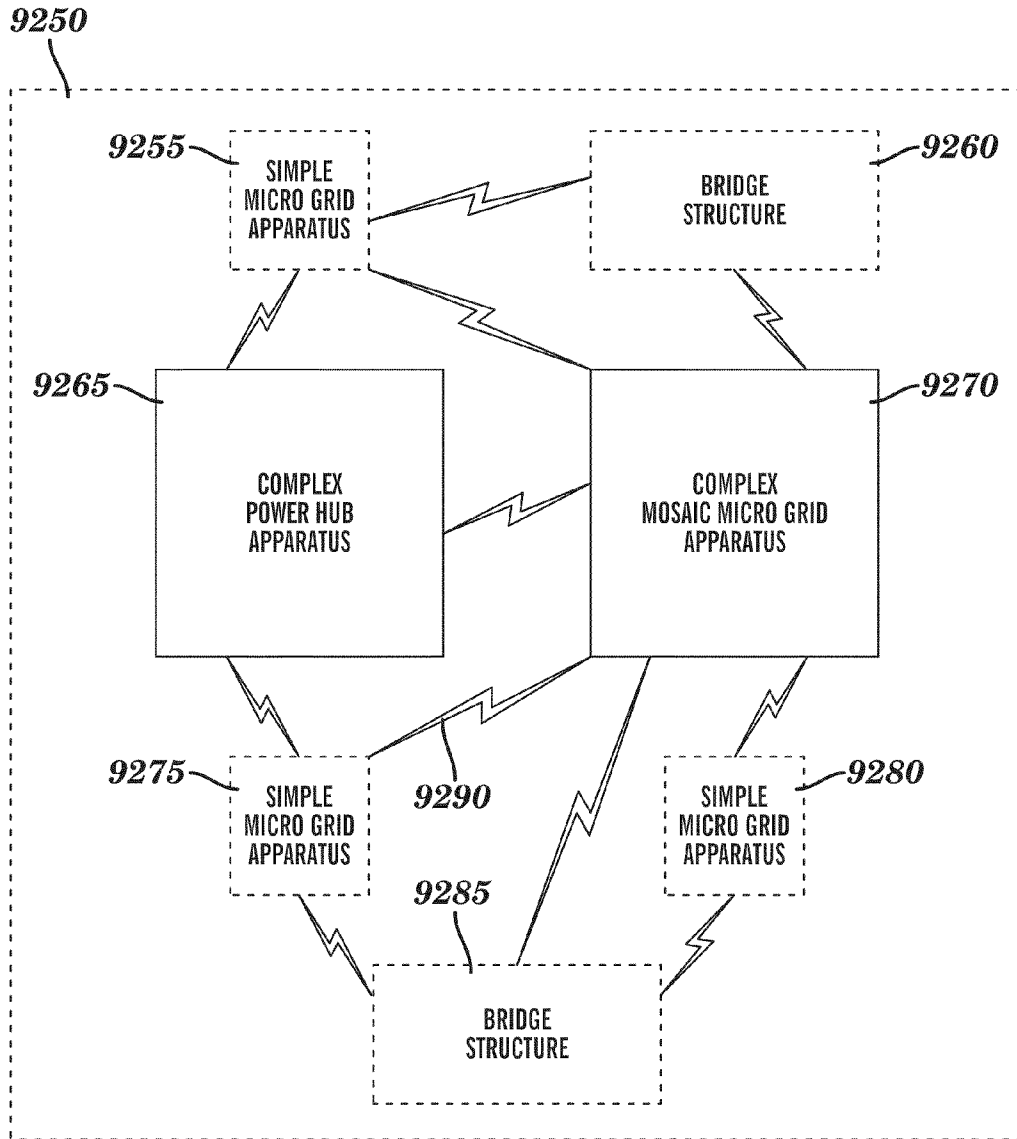 9250
9255
SIMPLE
MICRO GRID
APPARATUS
BRIDGE
STRUCTURE
9260
9265
COMPLEX
POWER HUB
APPARATUS
COMPLEX
MOSAIC MICRO GRID
APPARATUS
9270
9275
SIMPLE
MICRO GRID
APPARATUS
9290
SIMPLE
MICRO GRID
APPARATUS
9280
9285
BRIDGE
STRUCTURE